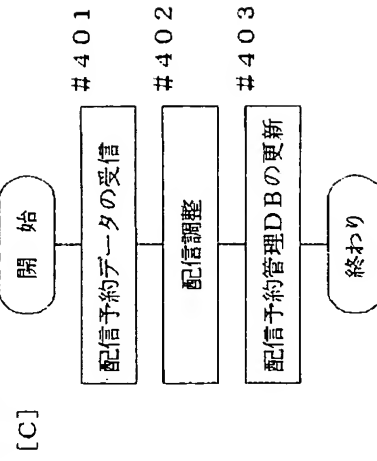 [C]
開 始
配信予約データの受信
#401
配信調整
#402
配信予約管理DBの更新
#403
終わり